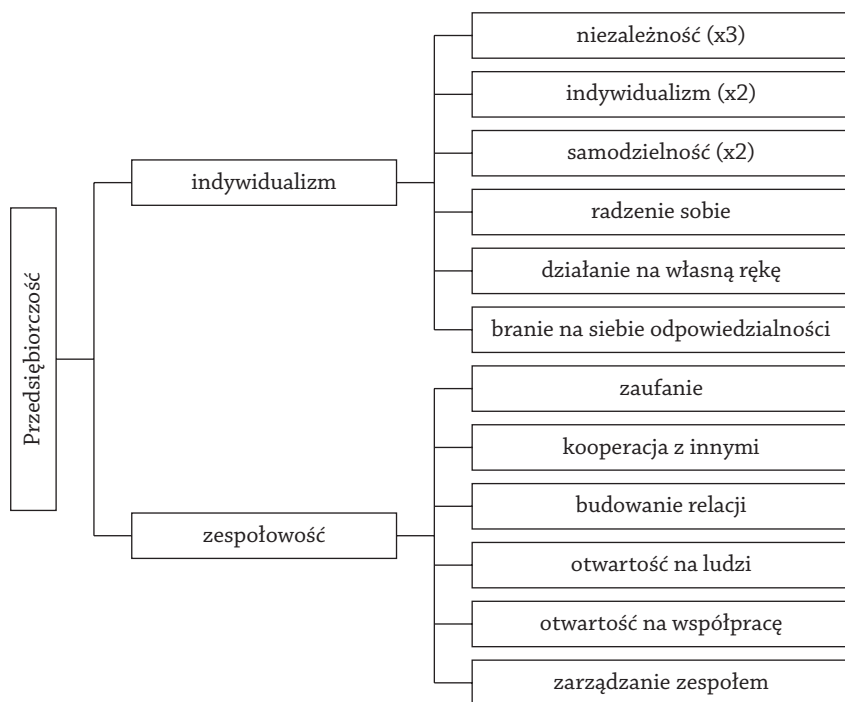 Przedsiębiorczość
indywidualizm
niezależność (x3)
indywidualizm (x2)
samodzielność (x2)
radzenie sobie
działanie na własną rękę
branie na siebie odpowiedzialności
zespołowość
zaufanie
kooperacja z innymi
budowanie relacji
otwartość na ludzi
otwartość na współpracę
zarządzanie zespołem